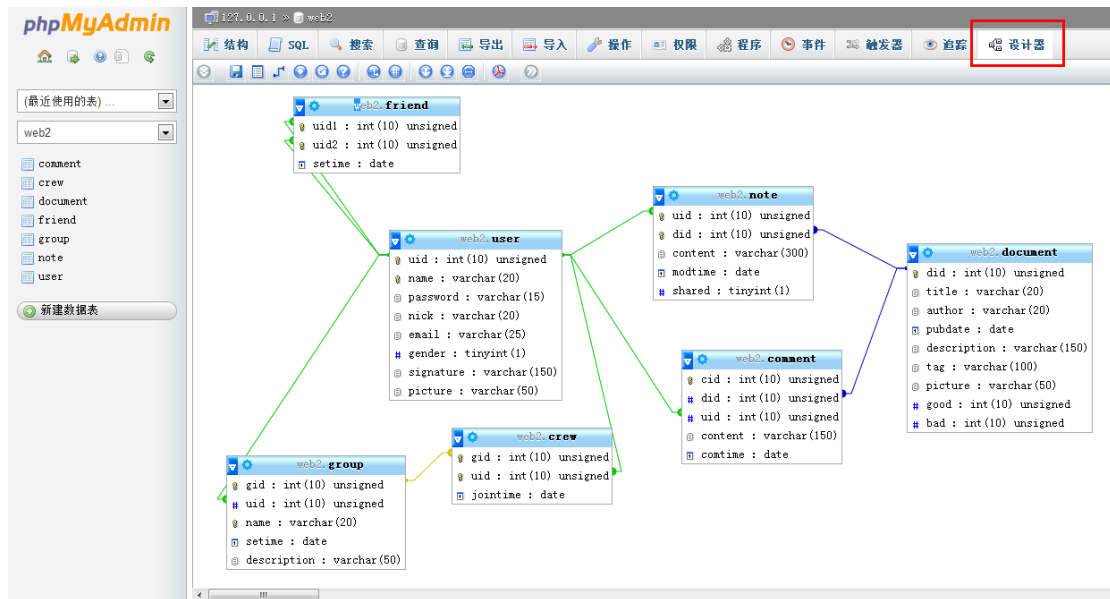 phpMyAdmin
127.0.0.1 » web2
结构 SQL 搜索 查询 导出 导入 操作 权限 程序 事件 触发器 追踪 设计器
(最近使用的表) ...
web2
comment
crew
document
friend
group
note
user
新建数据表
web2.friend
uid1 : int(10) unsigned
uid2 : int(10) unsigned
setime : date
web2.user
uid : int(10) unsigned
name : varchar(20)
password : varchar(15)
nick : varchar(20)
email : varchar(25)
gender : tinyint(1)
signature : varchar(150)
picture : varchar(50)
web2.note
uid : int(10) unsigned
did : int(10) unsigned
content : varchar(300)
modtime : date
shared : tinyint(1)
web2.document
did : int(10) unsigned
title : varchar(20)
author : varchar(20)
pubdate : date
description : varchar(150)
tag : varchar(100)
picture : varchar(50)
good : int(10) unsigned
bad : int(10) unsigned
web2.comment
cid : int(10) unsigned
did : int(10) unsigned
uid : int(10) unsigned
content : varchar(150)
comtime : date
web2.crew
gid : int(10) unsigned
uid : int(10) unsigned
jointime : date
web2.group
gid : int(10) unsigned
uid : int(10) unsigned
name : varchar(20)
setime : date
description : varchar(50)